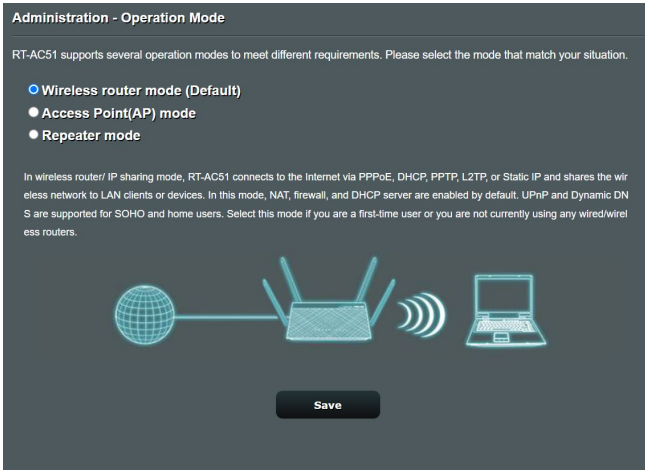 Administration - Operation Mode
RT-AC51 supports several operation modes to meet different requirements. Please select the mode that match your situation.
Wireless router mode (Default)
Access Point(AP) mode
Repeater mode
In wireless router/ IP sharing mode, RT-AC51 connects to the Internet via PPPoE, DHCP, PPTP, L2TP, or Static IP and shares the wir
eless network to LAN clients or devices. In this mode, NAT, firewall, and DHCP server are enabled by default. UPnP and Dynamic DN
S are supported for SOHO and home users. Select this mode if you are a first-time user or you are not currently using any wired/wirel
ess routers.
Save